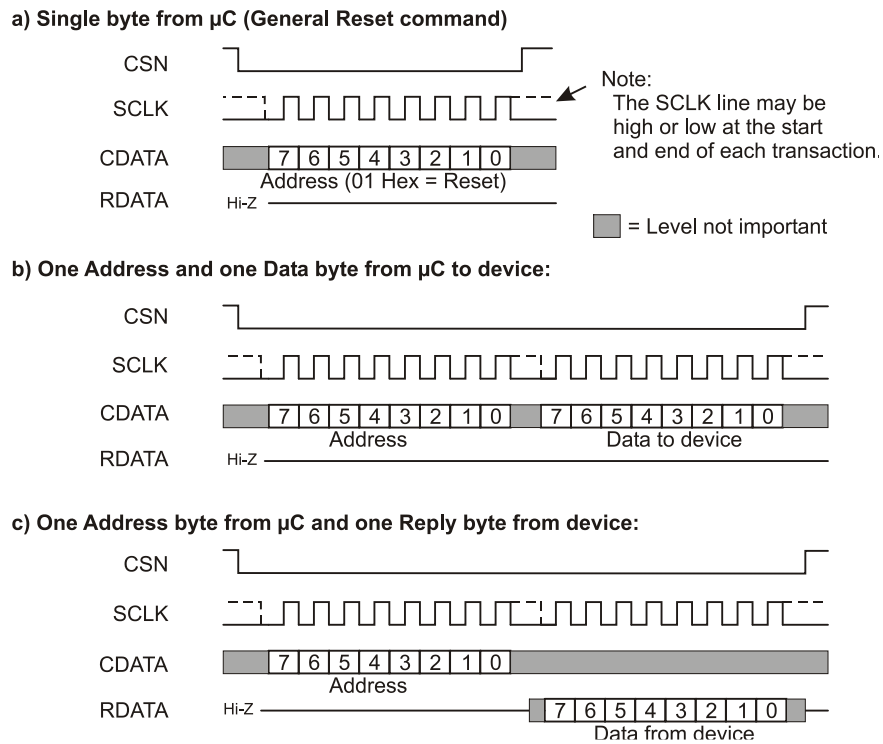 a) Single byte from µC (General Reset command)
CSN
SCLK
Note:
The SCLK line may be
high or low at the start
and end of each transaction.
CDATA 7 6 5 4 3 2 1 0
Address (01 Hex = Reset)
RDATA Hi-Z
= Level not important
b) One Address and one Data byte from µC to device:
CSN
SCLK
CDATA 7 6 5 4 3 2 1 0 7 6 5 4 3 2 1 0
Address Data to device
RDATA Hi-Z
c) One Address byte from µC and one Reply byte from device:
CSN
SCLK
CDATA 7 6 5 4 3 2 1 0
Address
RDATA Hi-Z 7 6 5 4 3 2 1 0
Data from device